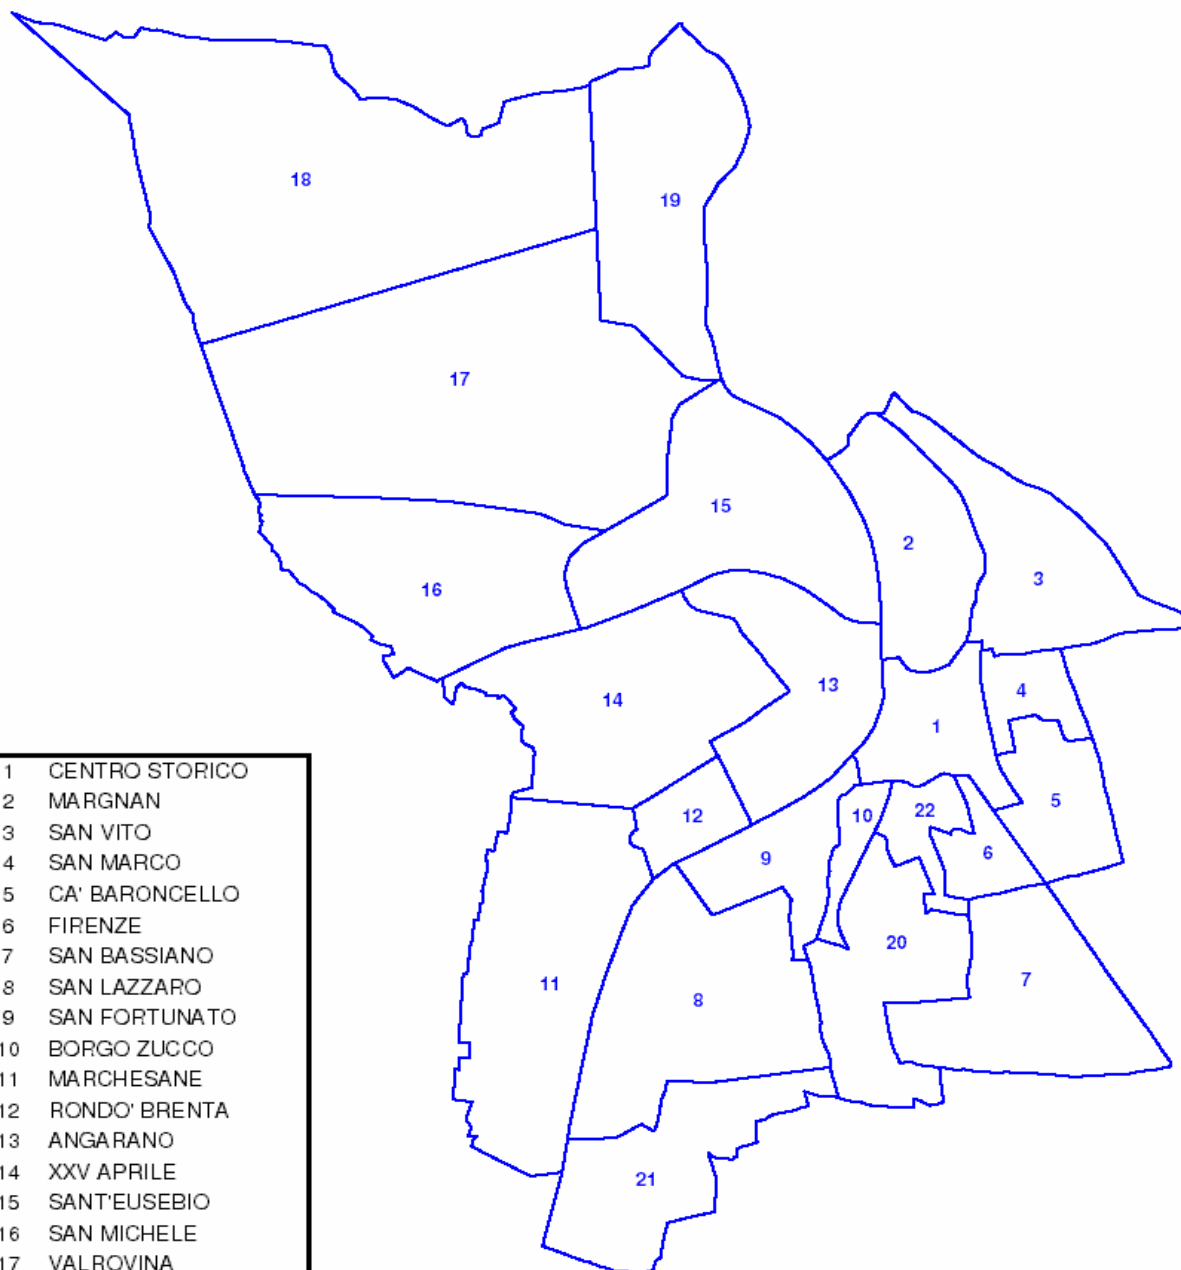 18
19
17
15
2
3
16
13
4
14
1
5
12
10
22
9
6
20
11
8
7
21
1 CENTRO STORICO
2 MARGNAN
3 SAN VITO
4 SAN MARCO
5 CA' BARONCELLO
6 FIRENZE
7 SAN BASSIANO
8 SAN LAZZARO
9 SAN FORTUNATO
10 BORGO ZUCCO
11 MARCHESANE
12 RONDO' BRENTA
13 ANGARANO
14 XXV APRILE
15 SANT'EUSEBIO
16 SAN MICHELE
17 VALROVINA